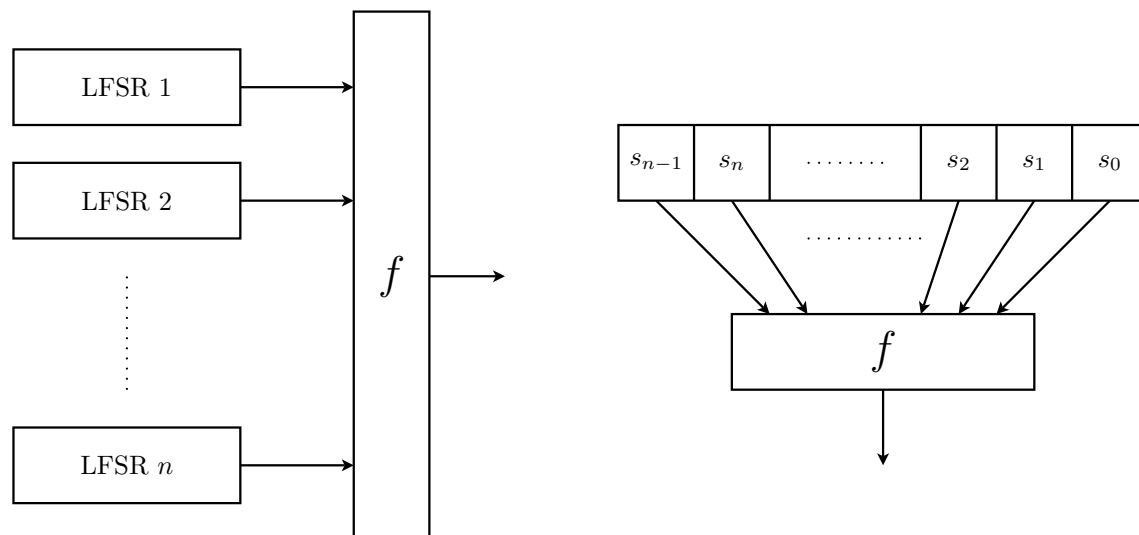 LFSR 1
LFSR 2
LFSR n
f
s_{n-1} s_n ........ s_2 s_1 s_0
f